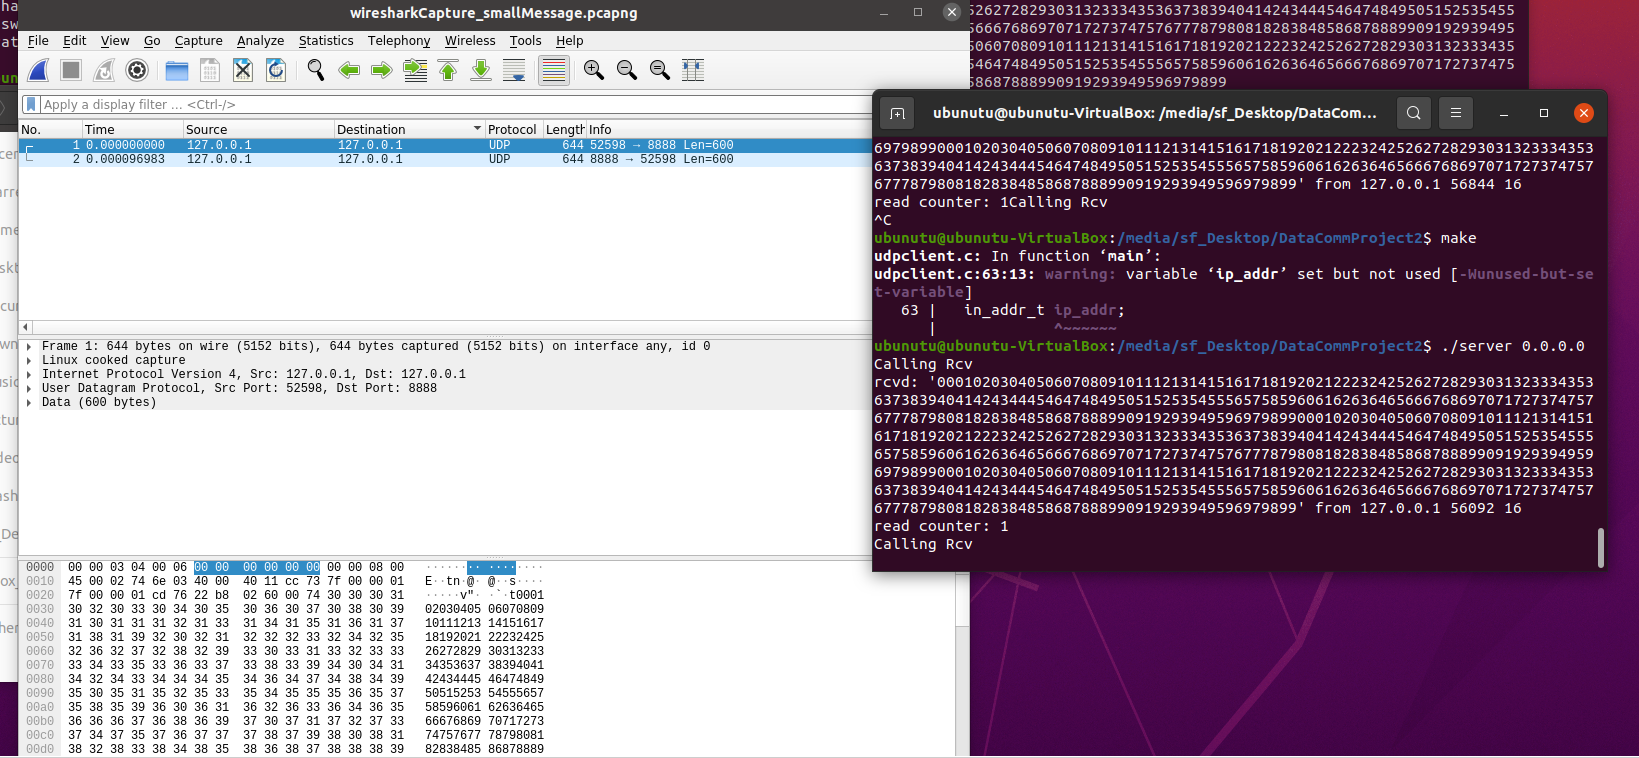 wiresharkCapture_smallMessage.pcapng
File Edit View Go Capture Analyze Statistics Telephony Wireless Tools Help
Apply a display filter ... <Ctrl-/>
No. Time Source Destination Protocol Length Info
1 0.000000000 127.0.0.1 127.0.0.1 UDP 644 52598 → 8888 Len=600
2 0.000096983 127.0.0.1 127.0.0.1 UDP 644 8888 → 52598 Len=600
Frame 1: 644 bytes on wire (5152 bits), 644 bytes captured (5152 bits) on interface any, id 0
Linux cooked capture
Internet Protocol Version 4, Src: 127.0.0.1, Dst: 127.0.0.1
User Datagram Protocol, Src Port: 52598, Dst Port: 8888
Data (600 bytes)
0000 00 00 03 04 00 06 00 00 00 00 00 00 00 00 08 00 ················
0010 45 00 02 74 6e 03 40 00 40 11 cc 73 7f 00 00 01 E··tn·@·@··s····
0020 7f 00 00 01 cd 76 22 b8 02 60 00 74 30 30 30 31 ·····v"··`·t0001
0030 30 32 30 33 30 34 30 35 30 36 30 37 30 38 30 39 02030405 06070809
0040 31 30 31 31 31 32 31 33 31 34 31 35 31 36 31 37 10111213 14151617
0050 31 38 31 39 32 30 32 31 32 32 32 33 32 34 32 35 18192021 22232425
0060 32 36 32 37 32 38 32 39 33 30 33 31 33 32 33 33 26272829 30313233
0070 33 34 33 35 33 36 33 37 33 38 33 39 34 30 34 31 34353637 38394041
0080 34 32 34 33 34 34 34 35 34 36 34 37 34 38 34 39 42434445 46474849
0090 35 30 35 31 35 32 35 33 35 34 35 35 35 36 35 37 50515253 54555657
00a0 35 38 35 39 36 30 36 31 36 32 36 33 36 34 36 35 58596061 62636465
00b0 36 36 36 37 36 38 36 39 37 30 37 31 37 32 37 33 66676869 70717273
00c0 37 34 37 35 37 36 37 37 37 38 37 39 38 30 38 31 74757677 78798081
00d0 38 32 38 33 38 34 38 35 38 36 38 37 38 38 38 39 82838485 86878889
5262728293031323334353637383940414243444546474849505152535455
5666768697071727374757677787980818283848586878889909192939495
5060708091011121314151617181920212223242526272829303132333435
5464748495051525354555657585960616263646566676869707172737475
58687888990919293949596979899
ubunutu@ubunutu-VirtualBox: /media/sf_Desktop/DataCom...
69798990001020304050607080910111213141516171819202122232425262728293031323334353
63738394041424344454647484950515253545556575859606162636465666768697071727374757
6777879808182838485868788899091929394959697989 9' from 127.0.0.1 56844 16
read counter: 1Calling Rcv
^C
ubunutu@ubunutu-VirtualBox:/media/sf_Desktop/DataCommProject2$ make
udpclient.c: In function ‘main’:
udpclient.c:63:13: warning: variable ‘ip_addr’ set but not used [-Wunused-but-se
t-variable]
63 | in_addr_t ip_addr;
| ^~~~~~~
ubunutu@ubunutu-VirtualBox:/media/sf_Desktop/DataCommProject2$ ./server 0.0.0.0
Calling Rcv
rcvd: '0001020304050607080910111213141516171819202122232425262728293031323334353
63738394041424344454647484950515253545556575859606162636465666768697071727374757
67778798081828384858687888990919293949596979899000102030405060708091011121314151
61718192021222324252627282930313233343536373839404142434445464748495051525354555
65758596061626364656667686970717273747576777879808182838485868788899091929394959
69798990001020304050607080910111213141516171819202122232425262728293031323334353
63738394041424344454647484950515253545556575859606162636465666768697071727374757
67778798081828384858687888990919293949596979899' from 127.0.0.1 56092 16
read counter: 1
Calling Rcv